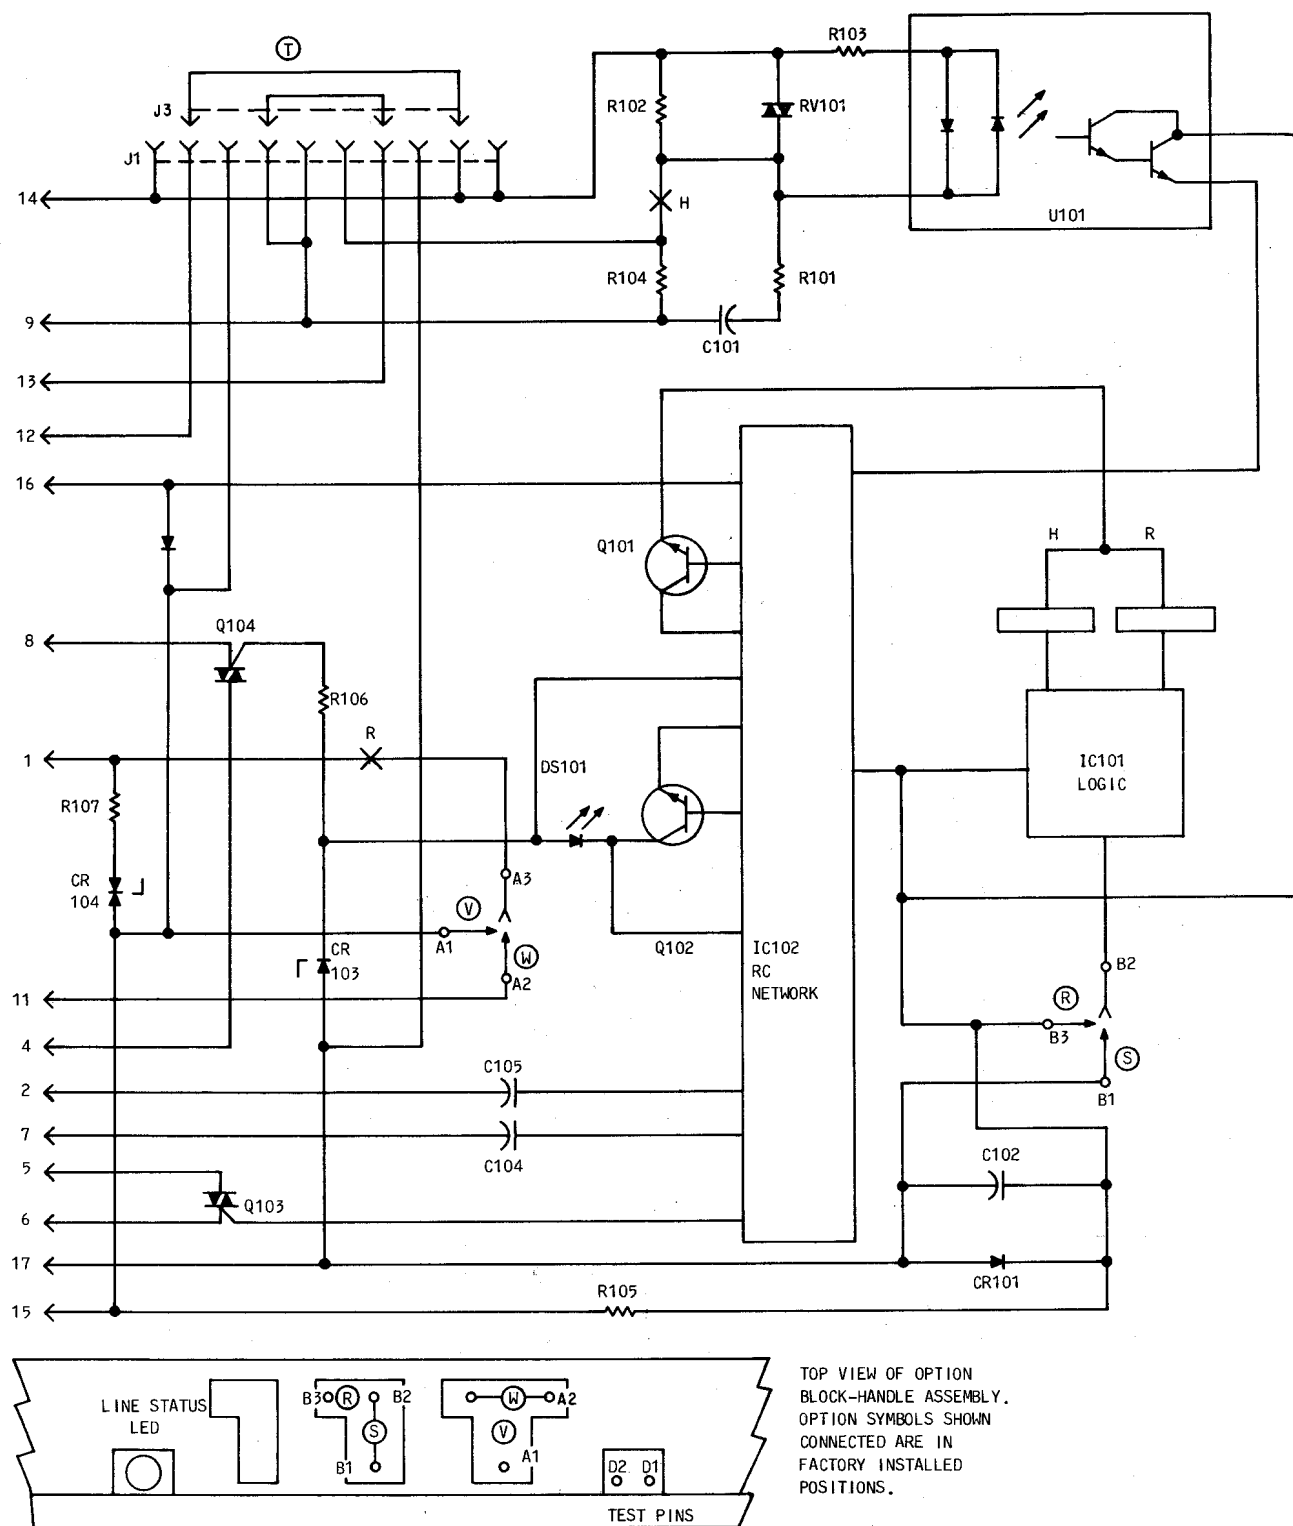 T
R103
J3
R102
RV101
J1
14
H
U101
R104
R101
9
C101
13
12
16
Q101
H
R
8
Q104
R106
1
R
DS101
IC101
LOGIC
R107
CR
104
A3
V
A1
CR
103
W
A2
Q102
IC102
RC
NETWORK
B2
R
B3
S
B1
11
4
C105
2
7
C104
5
C102
Q103
6
17
CR101
R105
15
TOP VIEW OF OPTION
BLOCK-HANDLE ASSEMBLY.
OPTION SYMBOLS SHOWN
CONNECTED ARE IN
FACTORY INSTALLED
POSITIONS.
LINE STATUS
LED
B3
R
B2
S
B1
W
A2
V
A1
D2
D1
TEST PINS